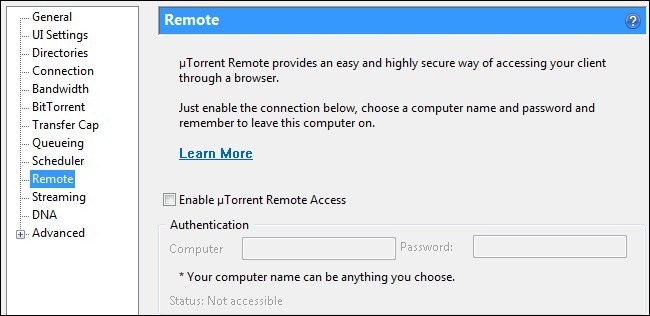 General
UI Settings
Directories
Connection
Bandwidth
BitTorrent
Transfer Cap
Queueing
Scheduler
Remote
Streaming
DNA
Advanced
Remote
?
µTorrent Remote provides an easy and highly secure way of accessing your client
through a browser.
Just enable the connection below, choose a computer name and password and
remember to leave this computer on.
Learn More
Enable µTorrent Remote Access
Authentication
Computer
Password:
* Your computer name can be anything you choose.
Status: Not accessible